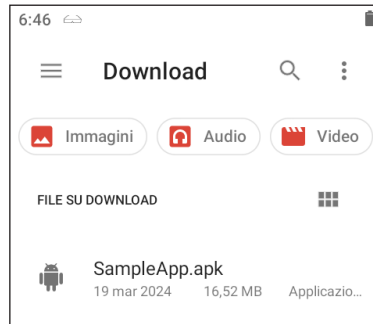 6:46
Download
Immagini Audio Video
FILE SU DOWNLOAD
SampleApp.apk
19 mar 2024 16,52 MB Applicazio...